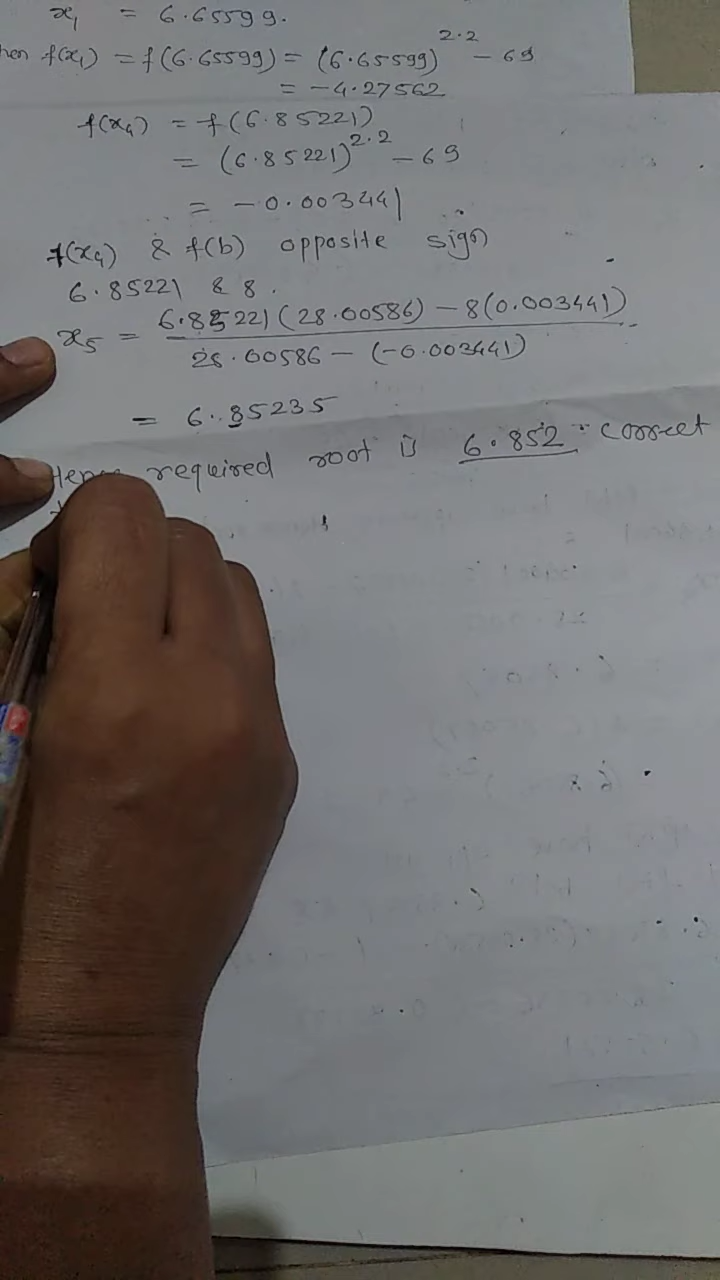 x₁ = 6.65599.
f(x₁) = f(6.65599) = (6.65599)^2.2 - 69
= -4.27562
f(x₄) = f(6.85221)
= (6.85221)^2.2 - 69
= -0.003441
f(x₄) & f(b) opposite sign
6.85221 & 8.
x₅ = 6.85221(28.00586) - 8(0.003441) / 28.00586 - (-0.003441)
= 6.85235
Hence required root is 6.852. correct